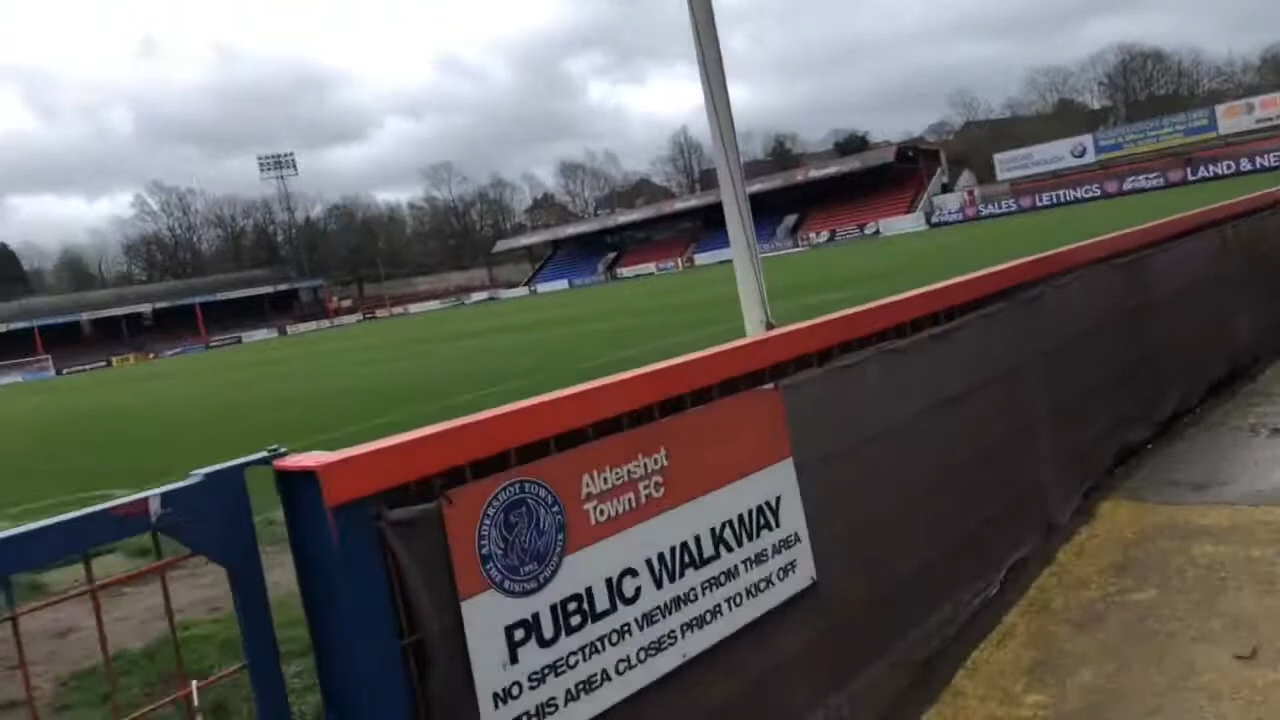 SALES LETTINGS Bridges LAND & NE
Aldershot
Town FC
ALDERSHOT TOWN F.C.
1992
THE RISING PHOENIX
PUBLIC WALKWAY
NO SPECTATOR VIEWING FROM THIS AREA
THIS AREA CLOSES PRIOR TO KICK OFF